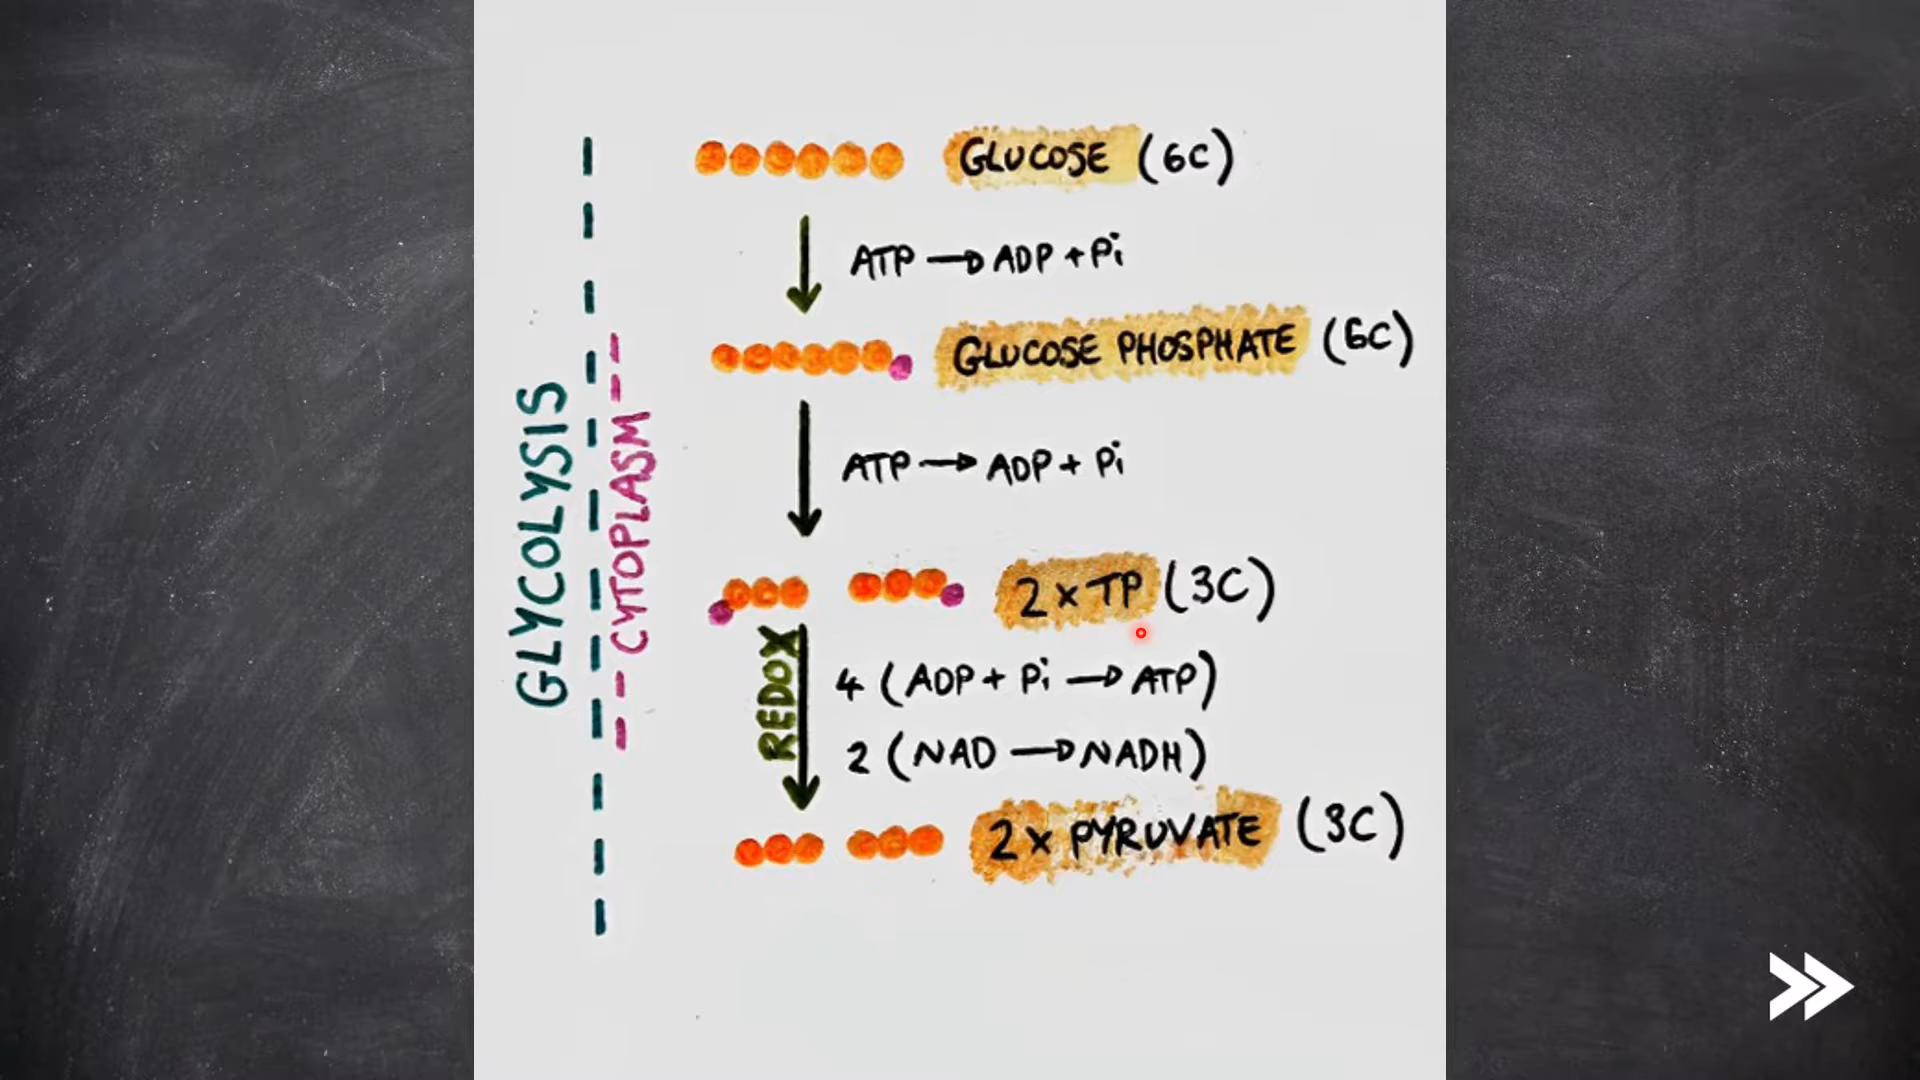 GLYCOLYSIS
CYTOPLASM
GLUCOSE (6C)
ATP → ADP + Pi
GLUCOSE PHOSPHATE (6C)
ATP → ADP + Pi
2 x TP (3C)
REDOX
4 (ADP + Pi → ATP)
2 (NAD → NADH)
2 x PYRUVATE (3C)